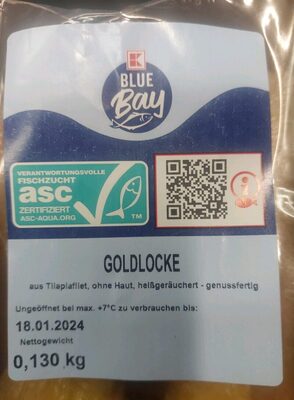 K
BLUE
Bay
VERANTWORTUNGSVOLLE
FISCHZUCHT
asc
ZERTIFIZIERT
ASC-AQUA.ORG
TM
GOLDLOCKE
aus Tilapiafilet, ohne Haut, heißgeräuchert - genussfertig
Ungeöffnet bei max. +7°C zu verbrauchen bis:
18.01.2024
Nettogewicht
0,130 kg